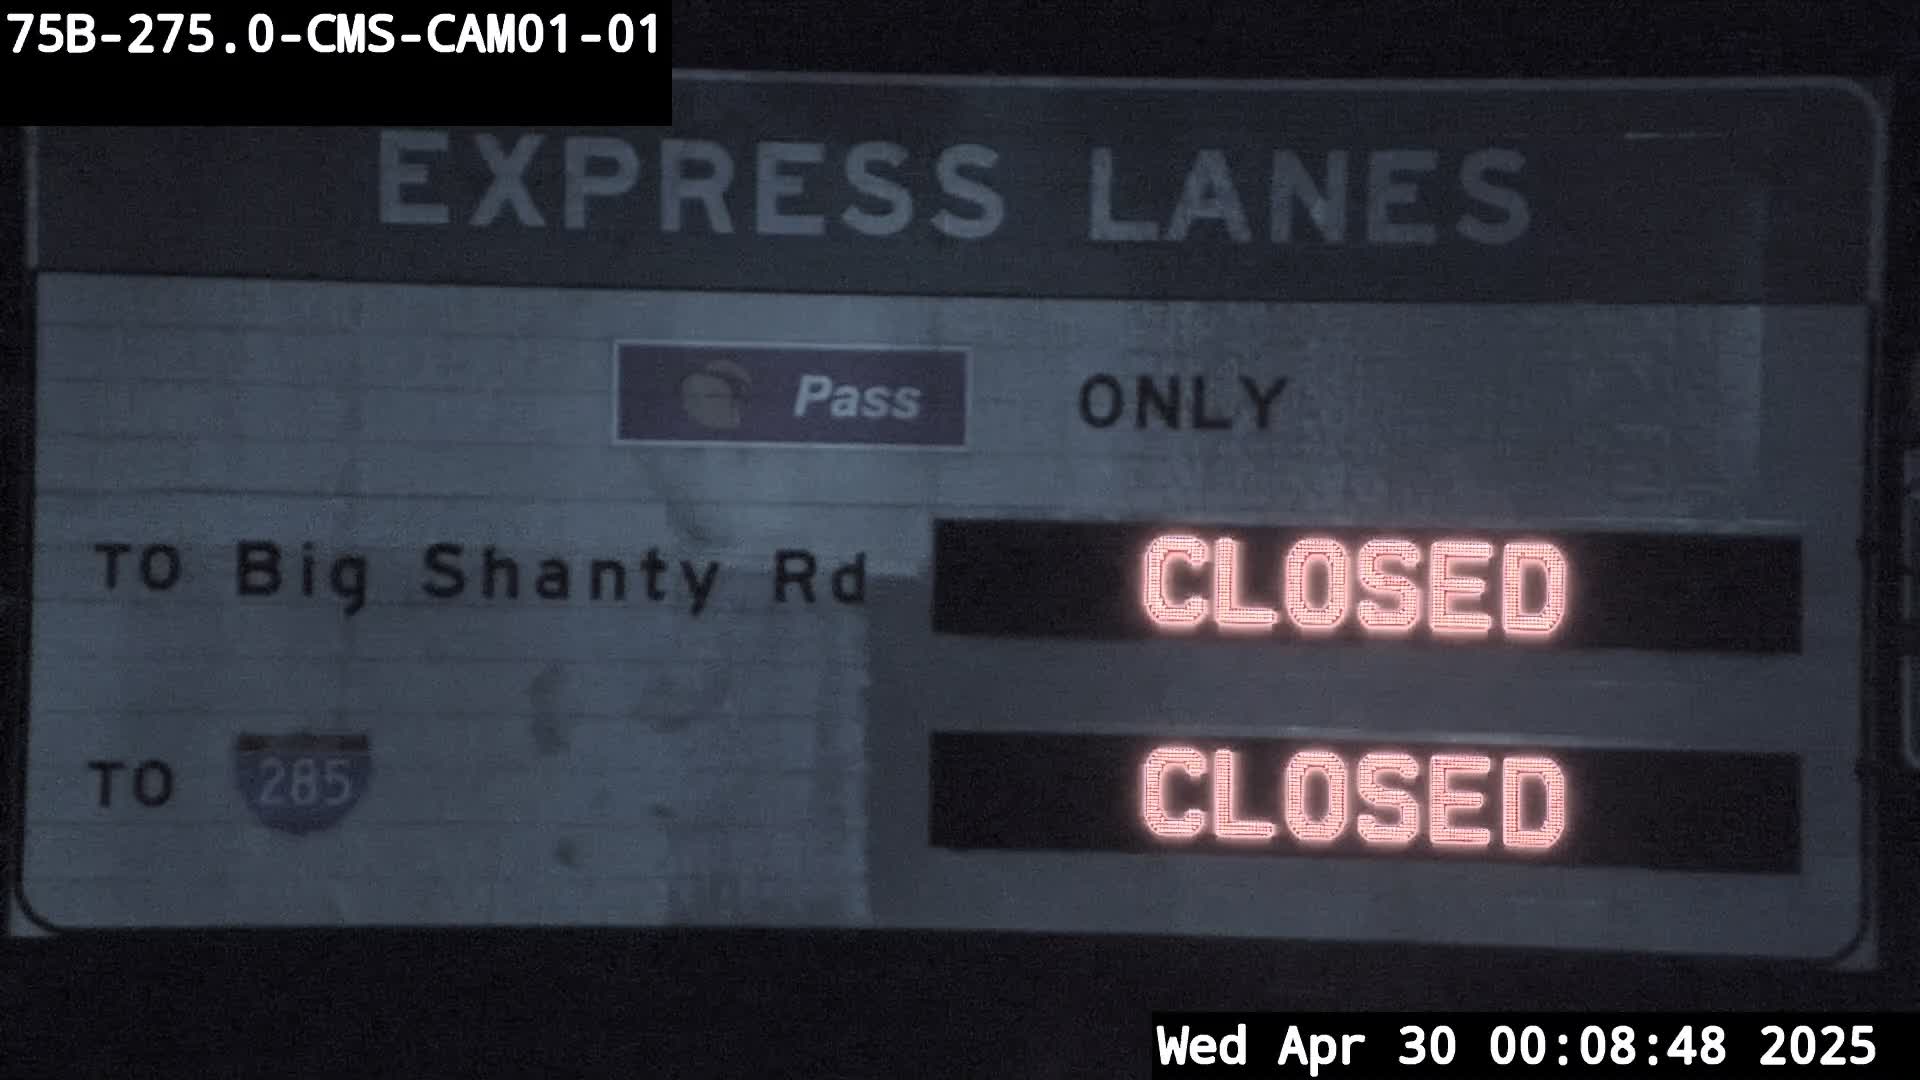 75B-275.0-CMS-CAM01-01
EXPRESS LANES
Pass ONLY
TO Big Shanty Rd CLOSED
TO 285 CLOSED
Wed Apr 30 00:08:48 2025